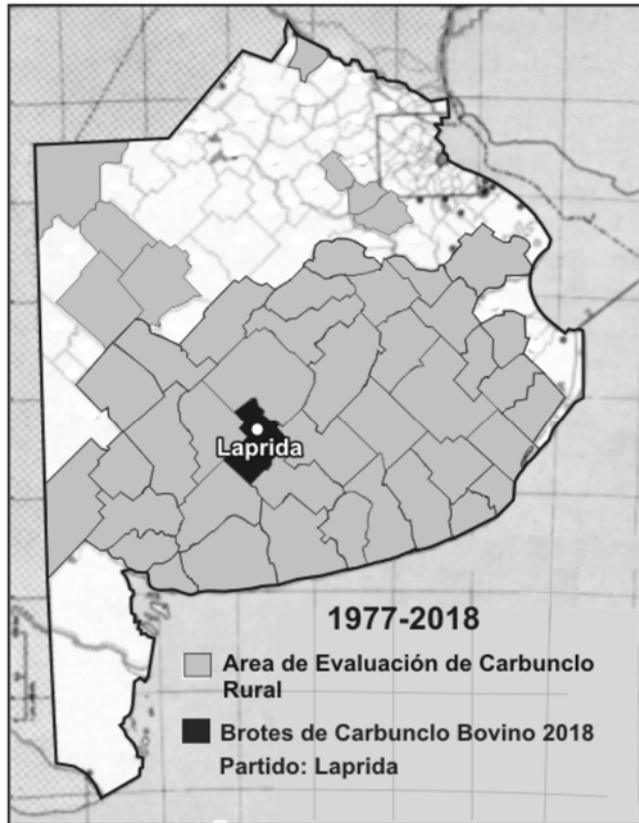 Laprida
1977-2018
Area de Evaluación de Carbunclo
Rural
Brotes de Carbunclo Bovino 2018
Partido: Laprida